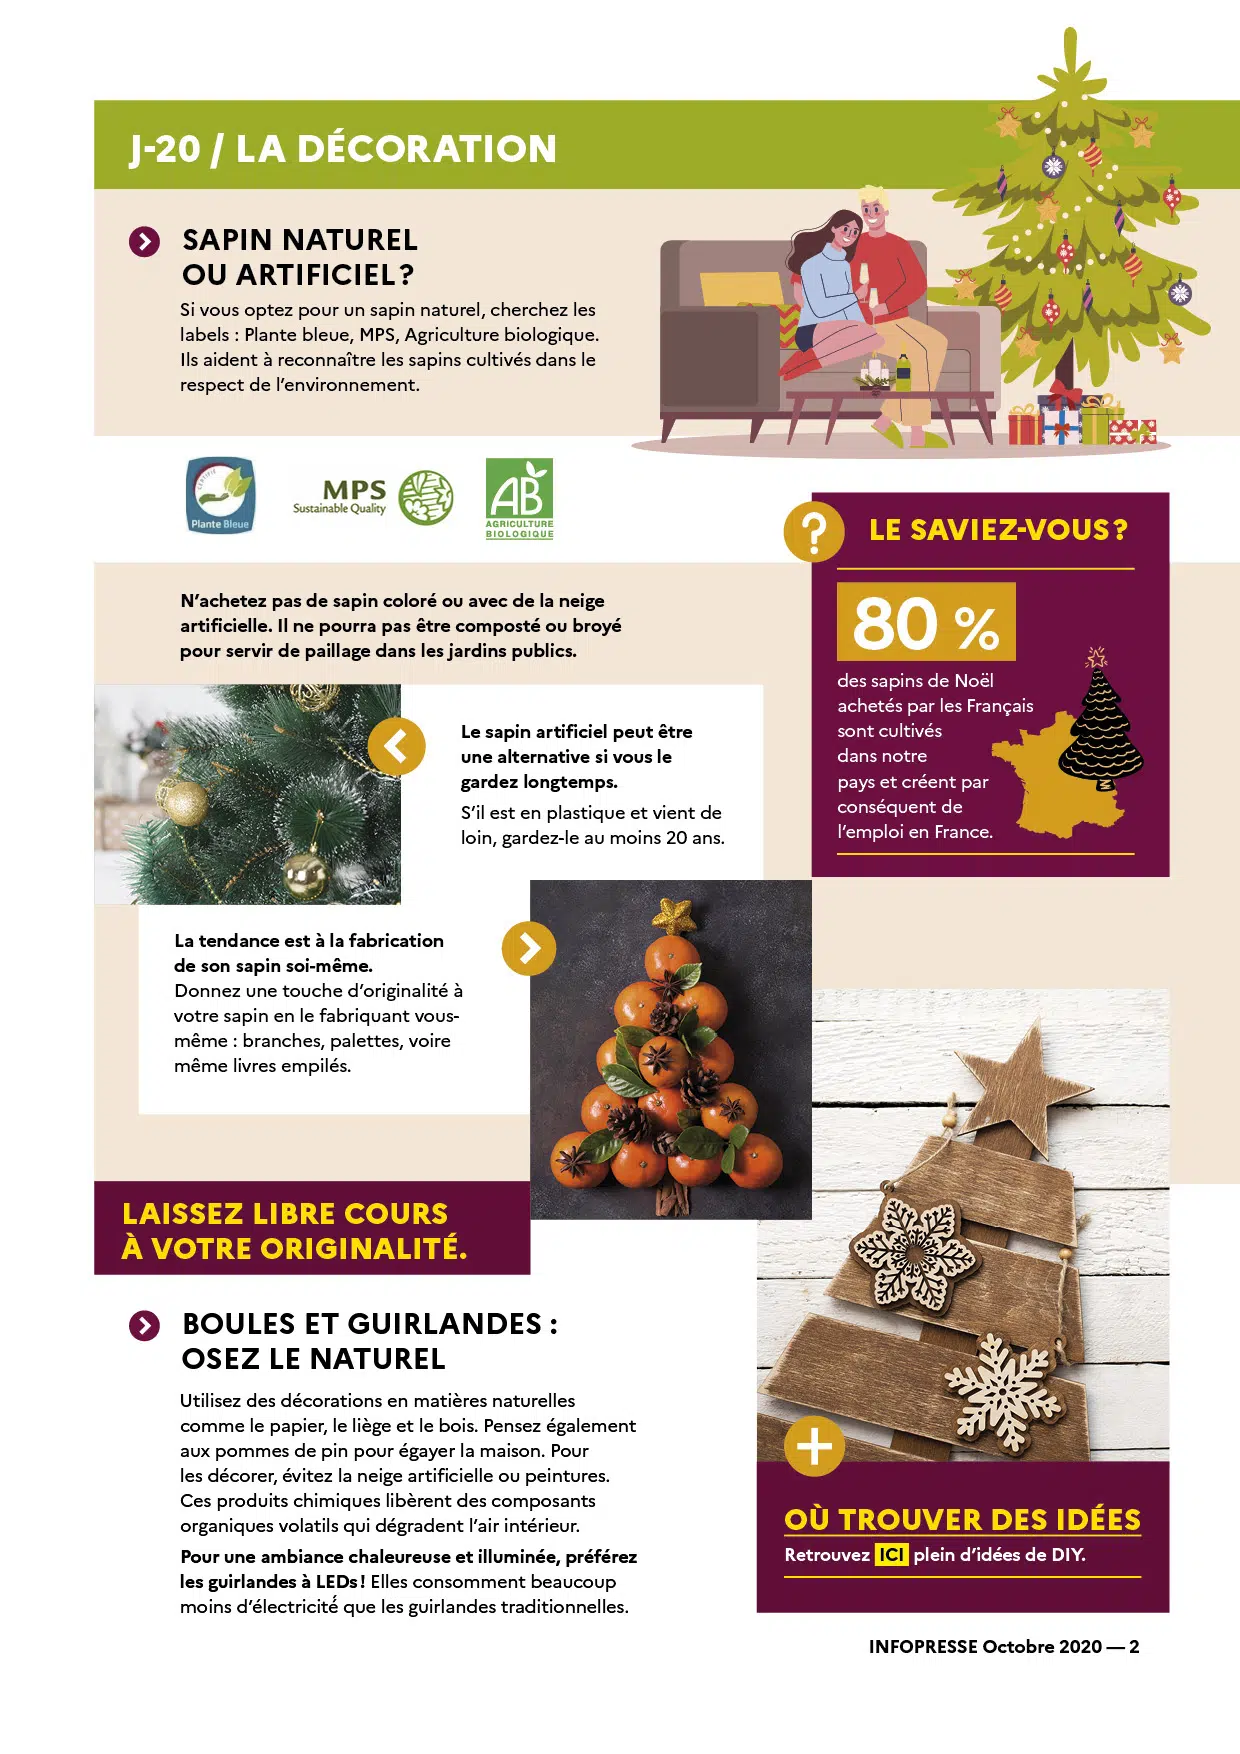 J-20 / LA DÉCORATION
SAPIN NATUREL
OU ARTIFICIEL ?
Si vous optez pour un sapin naturel, cherchez les
labels : Plante bleue, MPS, Agriculture biologique.
Ils aident à reconnaître les sapins cultivés dans le
respect de l’environnement.
CERTIFIÉ
Plante Bleue
MPS
Sustainable Quality
AB
AGRICULTURE
BIOLOGIQUE
N’achetez pas de sapin coloré ou avec de la neige
artificielle. Il ne pourra pas être composté ou broyé
pour servir de paillage dans les jardins publics.
? LE SAVIEZ-VOUS ?
80 %
des sapins de Noël
achetés par les Français
sont cultivés
dans notre
pays et créent par
conséquent de
l’emploi en France.
Le sapin artificiel peut être
une alternative si vous le
gardez longtemps.
S’il est en plastique et vient de
loin, gardez-le au moins 20 ans.
La tendance est à la fabrication
de son sapin soi-même.
Donnez une touche d’originalité à
votre sapin en le fabriquant vous-
même : branches, palettes, voire
même livres empilés.
LAISSEZ LIBRE COURS
À VOTRE ORIGINALITÉ.
BOULES ET GUIRLANDES :
OSEZ LE NATUREL
Utilisez des décorations en matières naturelles
comme le papier, le liège et le bois. Pensez également
aux pommes de pin pour égayer la maison. Pour
les décorer, évitez la neige artificielle ou peintures.
Ces produits chimiques libèrent des composants
organiques volatils qui dégradent l’air intérieur.
Pour une ambiance chaleureuse et illuminée, préférez
les guirlandes à LEDs ! Elles consomment beaucoup
moins d’électricité que les guirlandes traditionnelles.
+
OÙ TROUVER DES IDÉES
Retrouvez ICI plein d’idées de DIY.
INFOPRESSE Octobre 2020 — 2